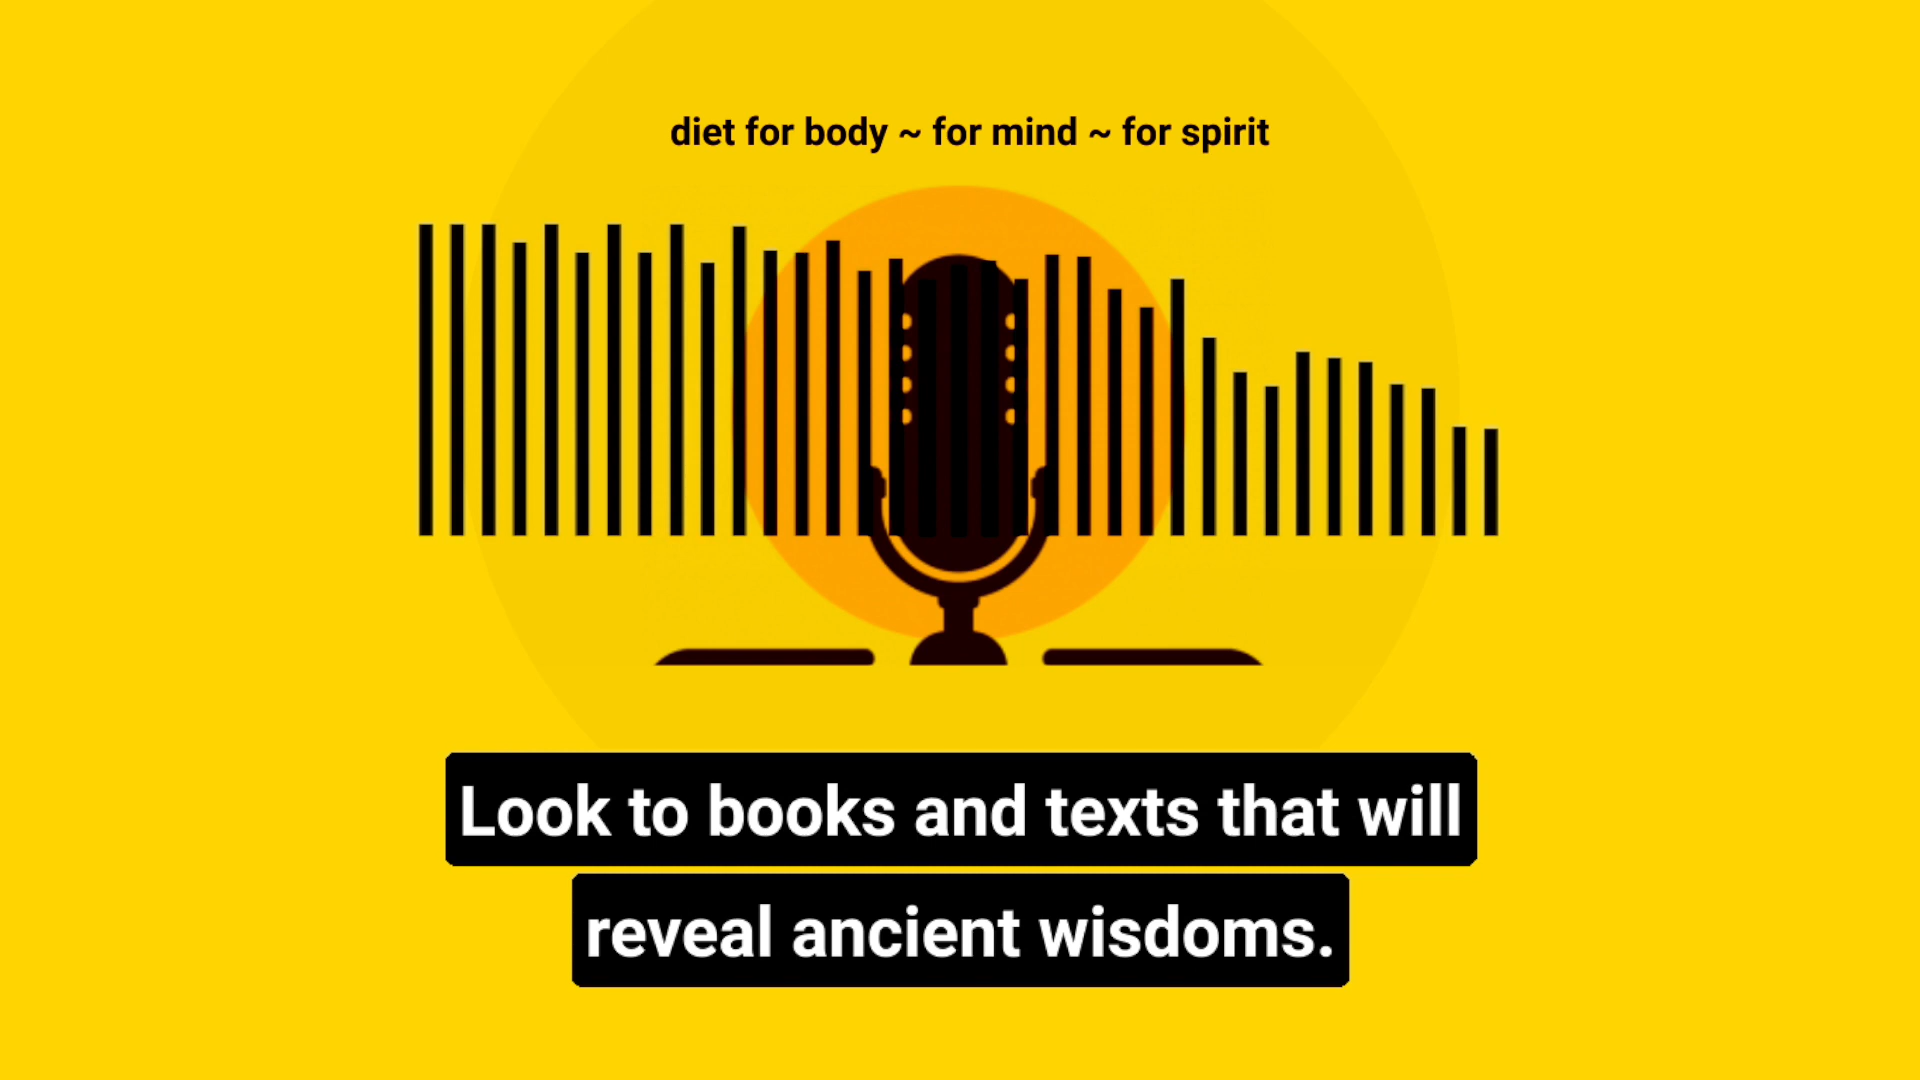 diet for body ~ for mind ~ for spirit
Look to books and texts that will
reveal ancient wisdoms.